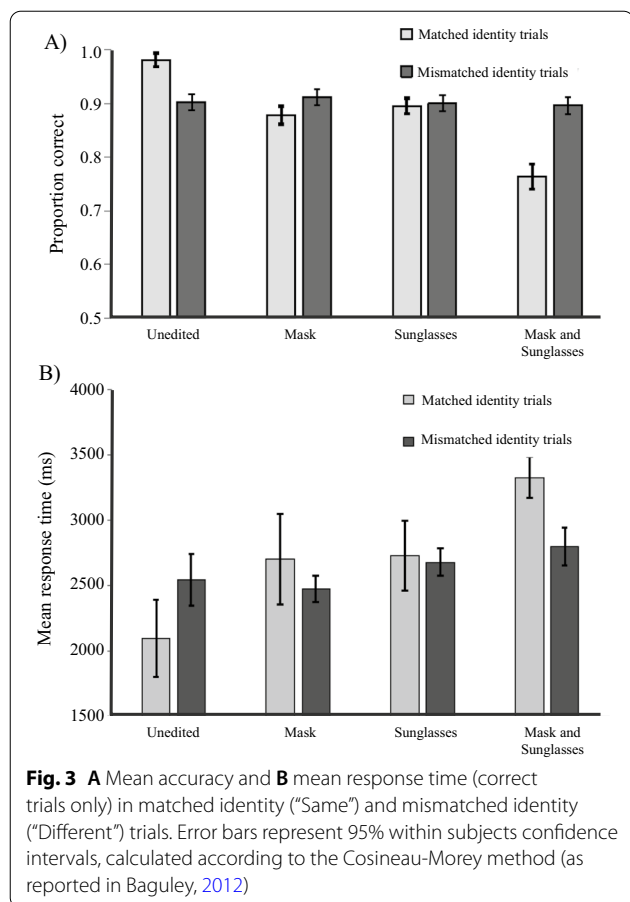 A)
1.0
0.9
0.8
0.7
0.6
0.5
Proportion correct
Matched identity trials
Mismatched identity trials
Unedited
Mask
Sunglasses
Mask and
Sunglasses
B)
4000
3500
3000
2500
2000
1500
Mean response time (ms)
Matched identity trials
Mismatched identity trials
Unedited
Mask
Sunglasses
Mask and
Sunglasses
Fig. 3 A Mean accuracy and B mean response time (correct
trials only) in matched identity (“Same”) and mismatched identity
(“Different”) trials. Error bars represent 95% within subjects confidence
intervals, calculated according to the Cosineau-Morey method (as
reported in Baguley, 2012)